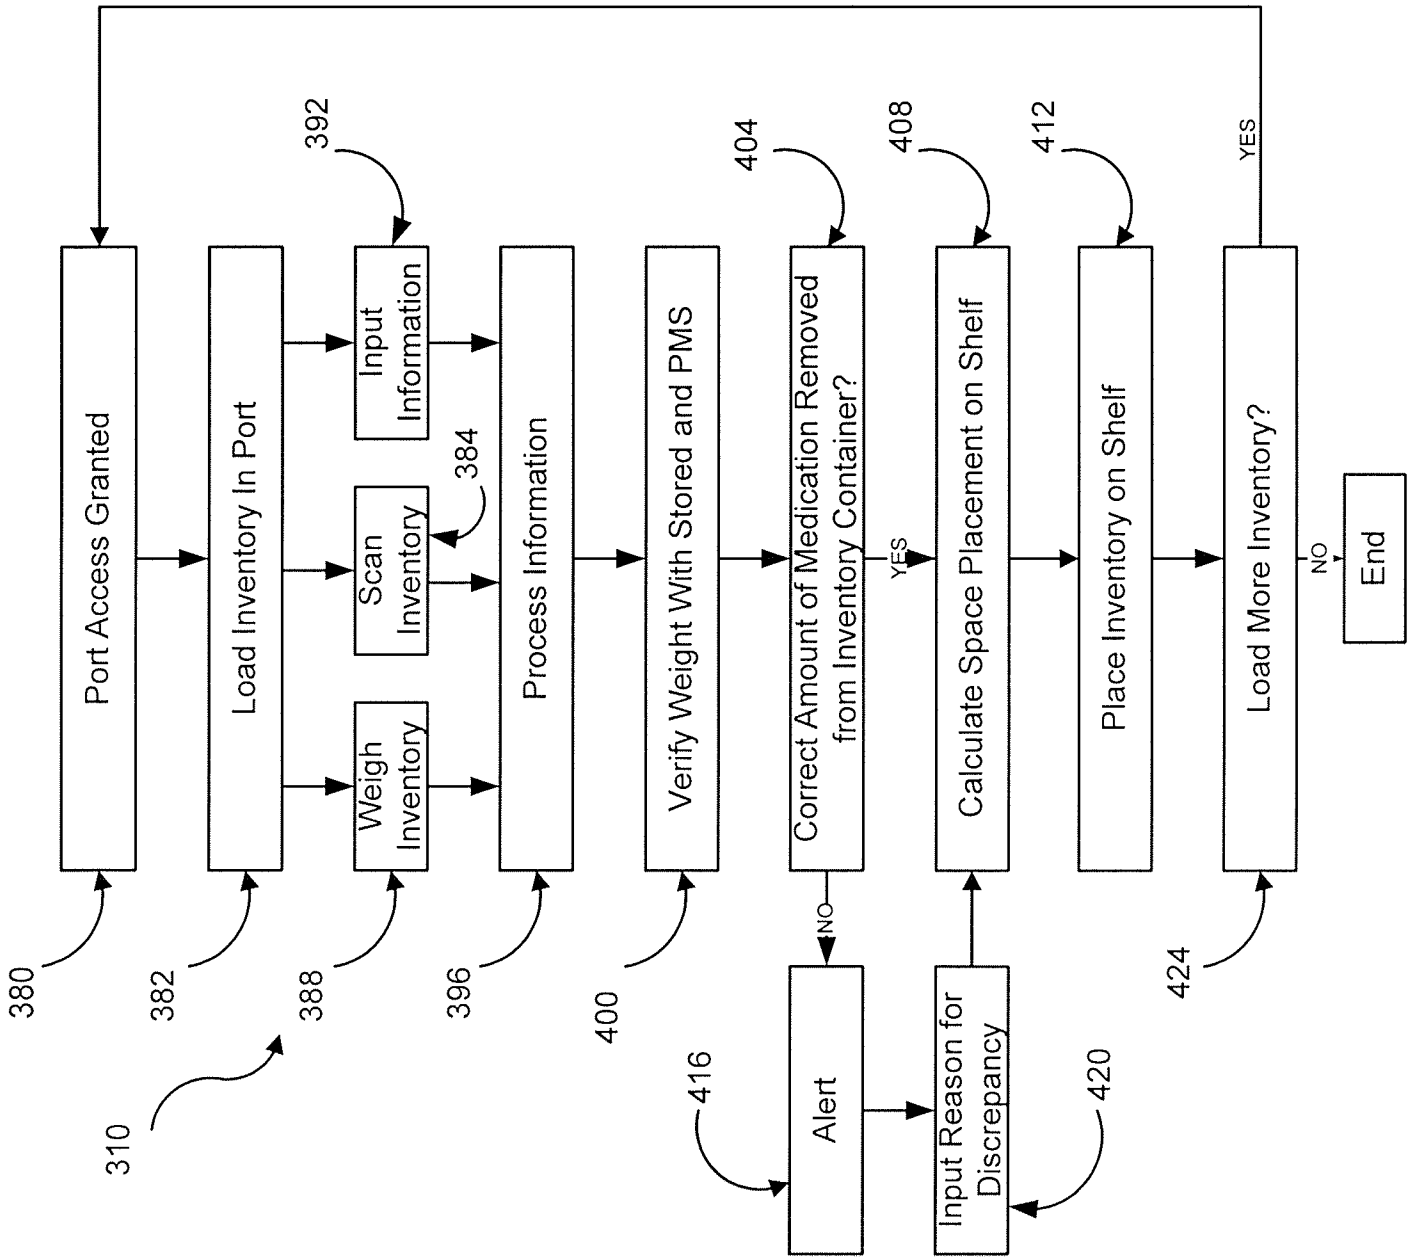 310
380
Port Access Granted
382
Load Inventory In Port
388
Weigh
Inventory
Scan
Inventory
384
Input
Information
392
396
Process Information
400
Verify Weight With Stored and PMS
404
Correct Amount of Medication Removed
from Inventory Container?
NO
YES
416
Alert
420
Input Reason for
Discrepancy
408
Calculate Space Placement on Shelf
412
Place Inventory on Shelf
424
Load More Inventory?
YES
NO
End